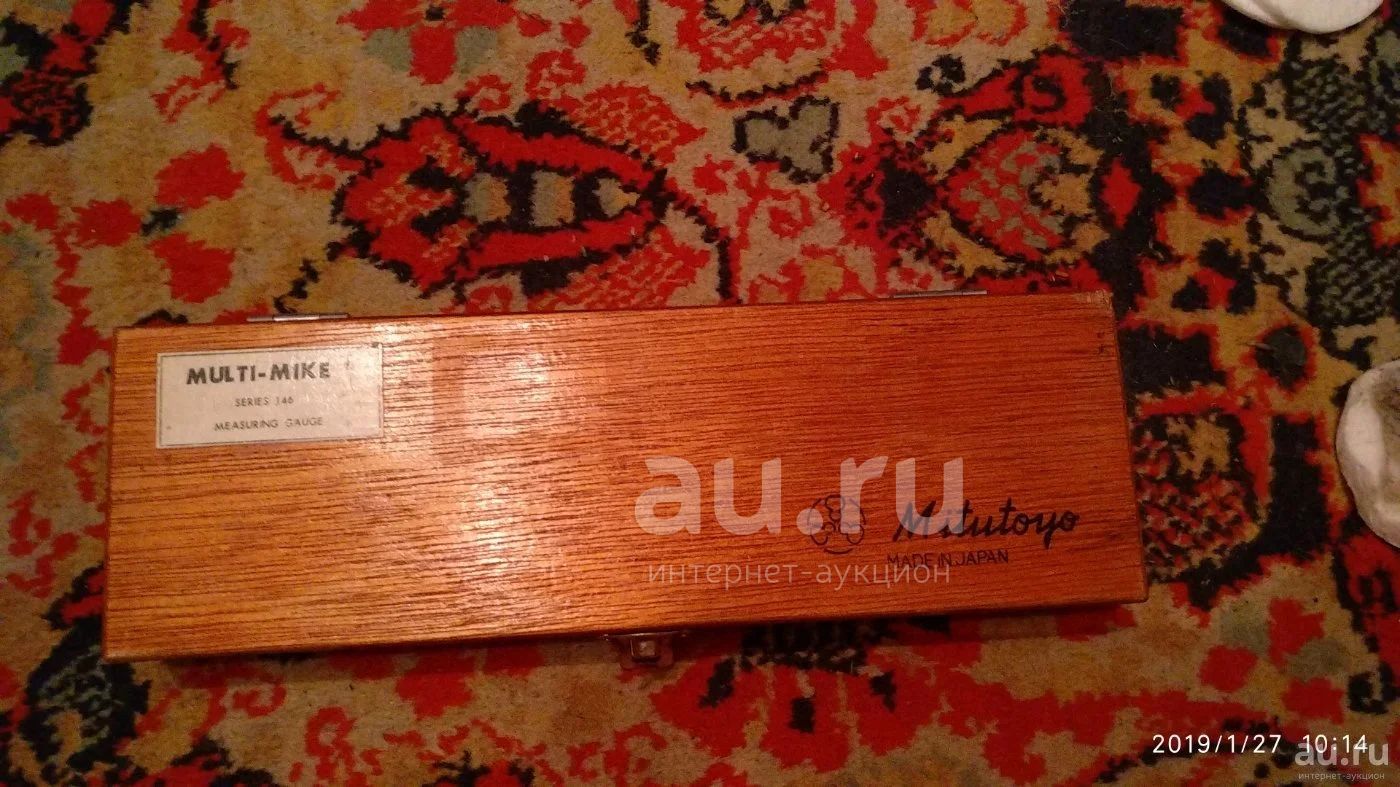 MULTI-MIKE
SERIES 146
MEASURING GAUGE
au.ru
интернет-аукцион
Mitutoyo
MADE IN JAPAN
2019/1/27 10:14
au.ru
интернет-аукцион